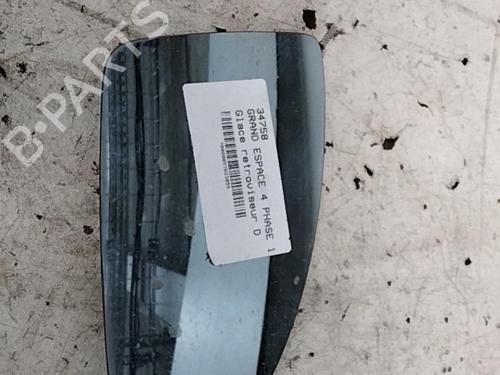 34758
GRAND ESPACE 4 PHASE 1
Glace retroviseur D
B-PARTS